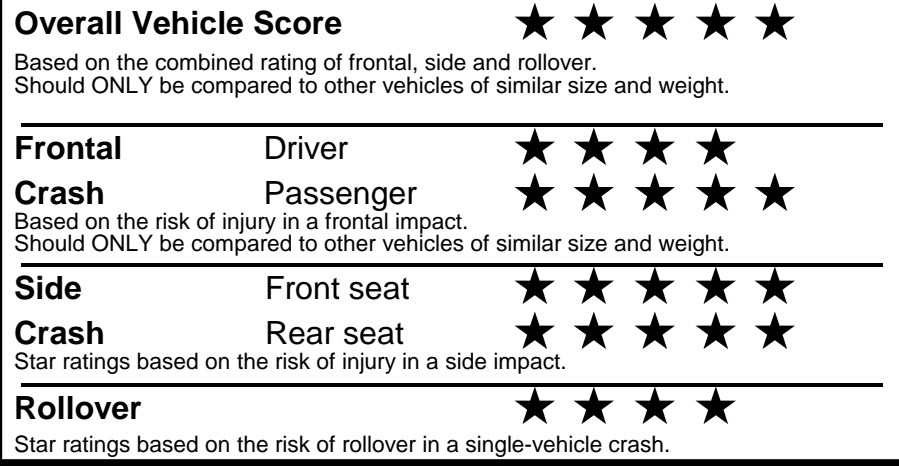 Overall Vehicle Score ★ ★ ★ ★ ★
Based on the combined rating of frontal, side and rollover.
Should ONLY be compared to other vehicles of similar size and weight.
Frontal Driver ★ ★ ★ ★
Crash Passenger ★ ★ ★ ★ ★
Based on the risk of injury in a frontal impact.
Should ONLY be compared to other vehicles of similar size and weight.
Side Front seat ★ ★ ★ ★ ★
Crash Rear seat ★ ★ ★ ★ ★
Star ratings based on the risk of injury in a side impact.
Rollover ★ ★ ★ ★
Star ratings based on the risk of rollover in a single-vehicle crash.